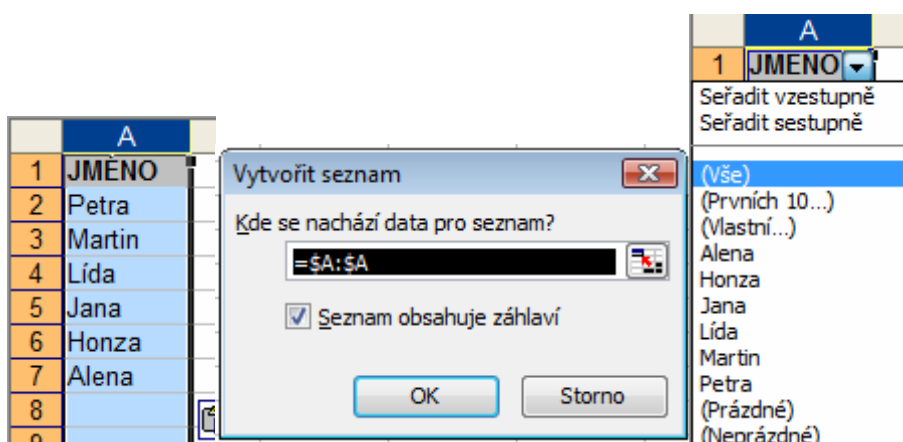 A
1 JMÉNO
2 Petra
3 Martin
4 Lída
5 Jana
6 Honza
7 Alena
8
9
Vytvořit seznam
Kde se nachází data pro seznam?
=$A:$A
Seznam obsahuje záhlaví
OK Storno
A
1 JMENO
Seřadit vzestupně
Seřadit sestupně
(Vše)
(Prvních 10...)
(Vlastní...)
Alena
Honza
Jana
Lída
Martin
Petra
(Prázdné)
(Neprázdné)